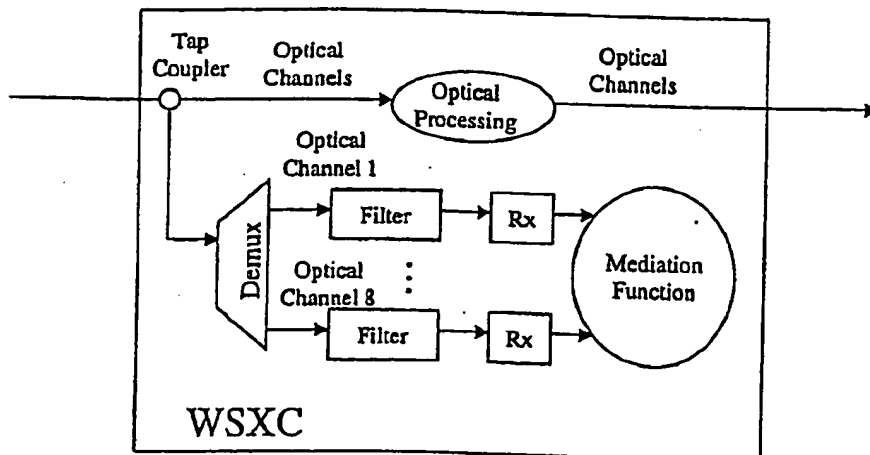 Tap
Coupler
Optical
Channels
Optical
Processing
Optical
Channels
Optical
Channel 1
Filter
Rx
Demux
Mediation
Function
Optical
Channel 8
Filter
Rx
WSXC